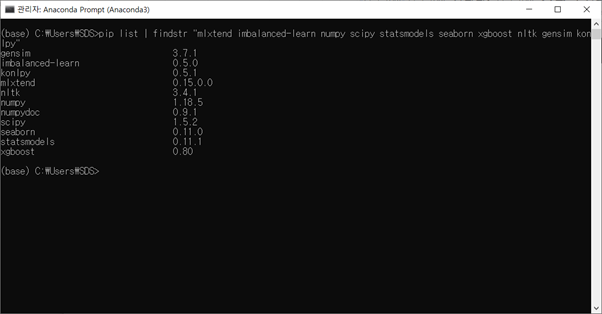 관리자: Anaconda Prompt (Anaconda3)
(base) C:₩Users₩SDS>pip list | findstr "mlxtend imbalanced-learn numpy scipy statsmodels seaborn xgboost nltk gensim kon
lpy"
gensim 3.7.1
imbalanced-learn 0.5.0
konlpy 0.5.1
mlxtend 0.15.0.0
nltk 3.4.1
numpy 1.18.5
numpydoc 0.9.1
scipy 1.5.2
seaborn 0.11.0
statsmodels 0.11.1
xgboost 0.80
(base) C:₩Users₩SDS>